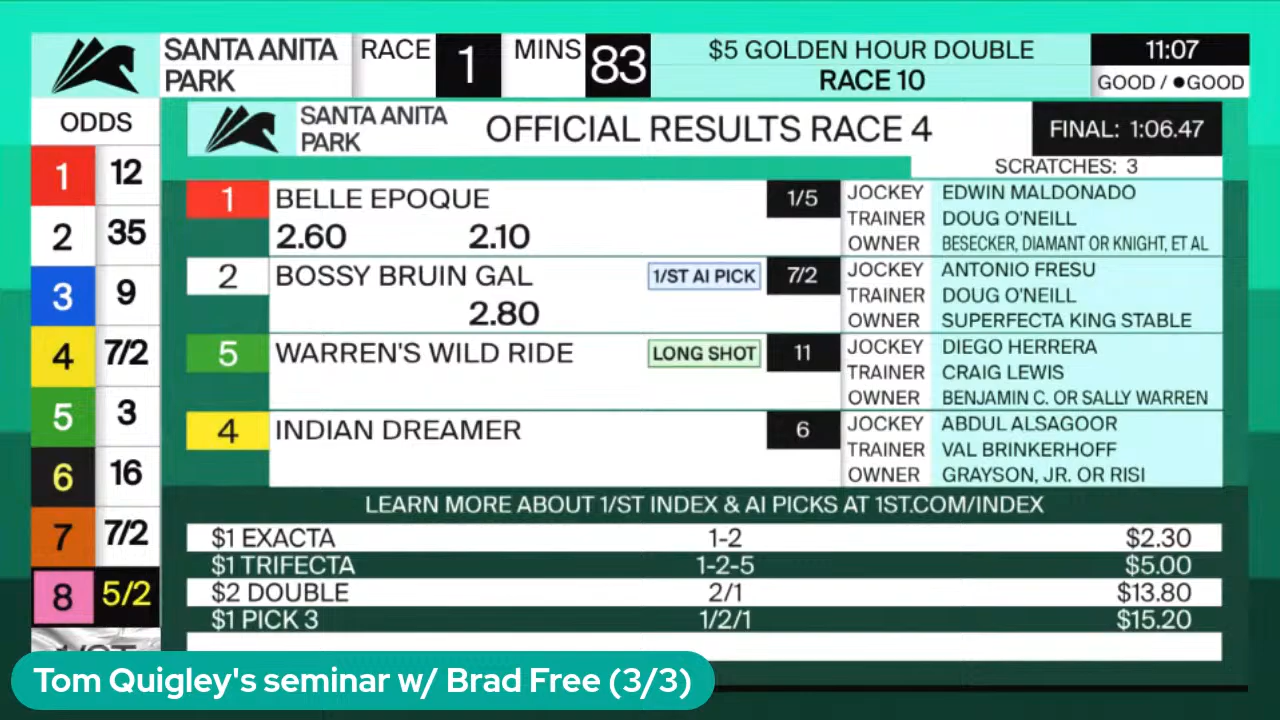 SANTA ANITA PARK
RACE 1
MINS 83
$5 GOLDEN HOUR DOUBLE
RACE 10
11:07
GOOD / ●GOOD
ODDS
1 12
2 35
3 9
4 7/2
5 3
6 16
7 7/2
8 5/2
SANTA ANITA PARK
OFFICIAL RESULTS RACE 4
FINAL: 1:06.47
SCRATCHES: 3
1 BELLE EPOQUE 1/5
2.60 2.10
JOCKEY EDWIN MALDONADO
TRAINER DOUG O'NEILL
OWNER BESECKER, DIAMANT OR KNIGHT, ET AL
2 BOSSY BRUIN GAL 1/ST AI PICK 7/2
2.80
JOCKEY ANTONIO FRESU
TRAINER DOUG O'NEILL
OWNER SUPERFECTA KING STABLE
5 WARREN'S WILD RIDE LONG SHOT 11
JOCKEY DIEGO HERRERA
TRAINER CRAIG LEWIS
OWNER BENJAMIN C. OR SALLY WARREN
4 INDIAN DREAMER 6
JOCKEY ABDUL ALSAGOOR
TRAINER VAL BRINKERHOFF
OWNER GRAYSON, JR. OR RISI
LEARN MORE ABOUT 1/ST INDEX & AI PICKS AT 1ST.COM/INDEX
$1 EXACTA 1-2 $2.30
$1 TRIFECTA 1-2-5 $5.00
$2 DOUBLE 2/1 $13.80
$1 PICK 3 1/2/1 $15.20
Tom Quigley's seminar w/ Brad Free (3/3)